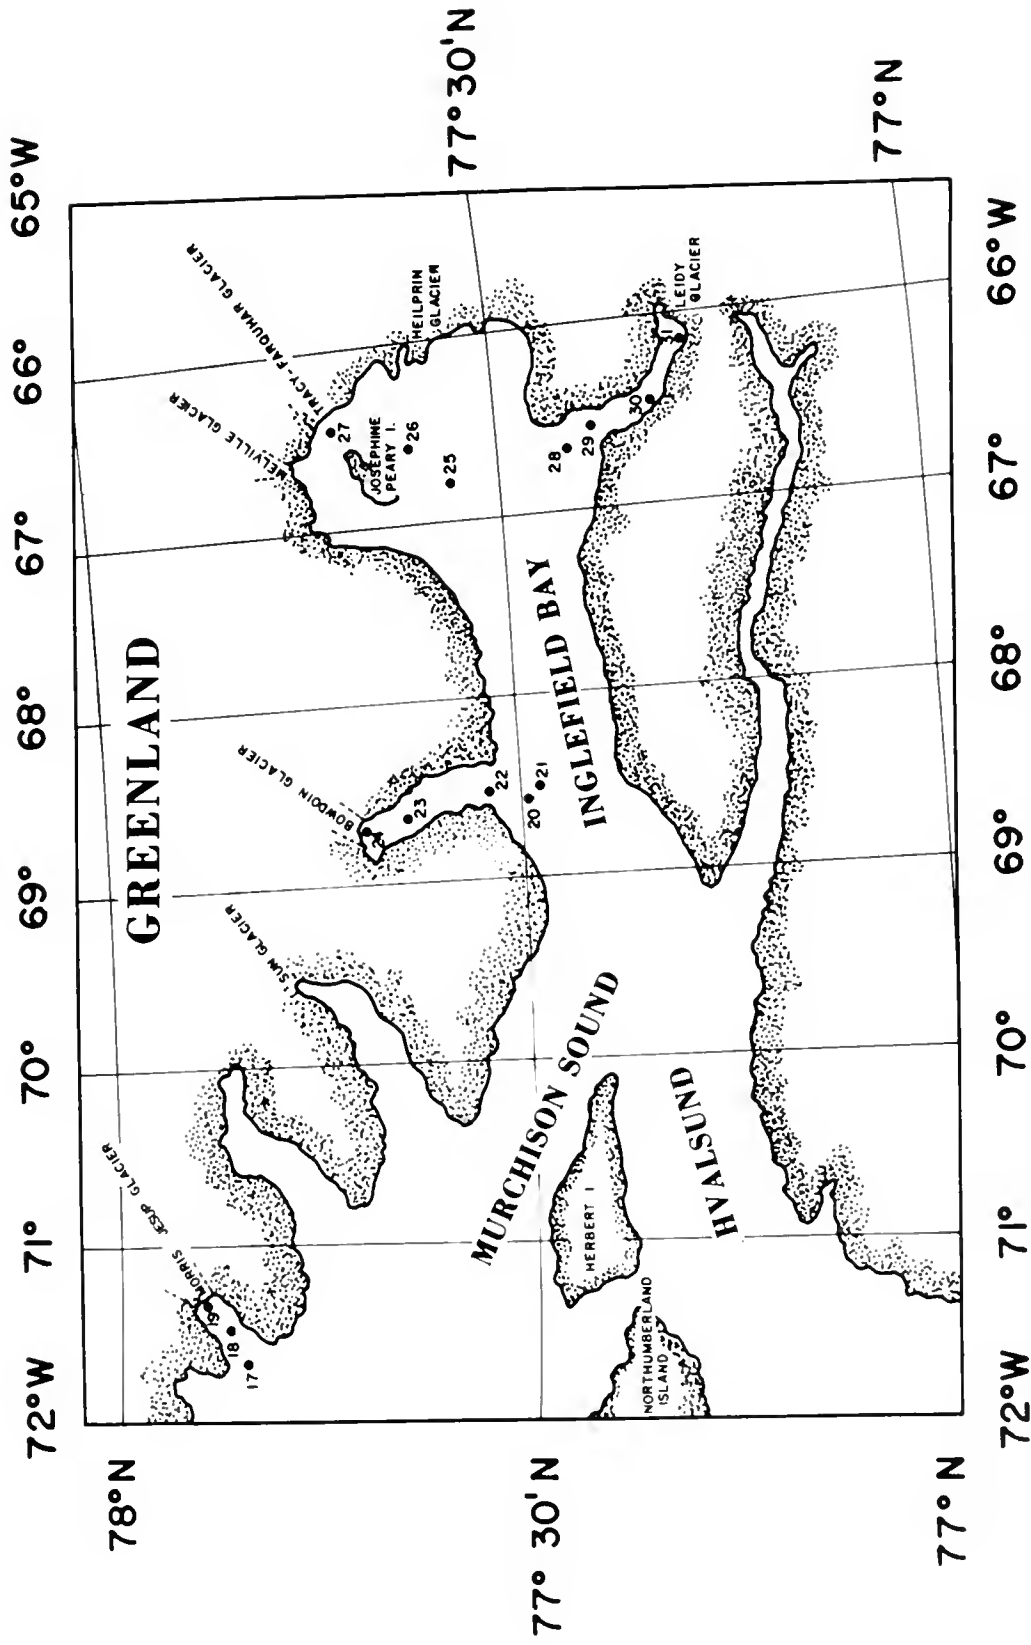 72°W
71°
70°
69°
68°
67°
66°
65°W
78°N
77°30'N
77° 30'N
77°N
77° N
72°W
71°
70°
69°
68°
67°
66°W
GREENLAND
MORRIS JESUP GLACIER
SUN GLACIER
BOWDOIN GLACIER
MELVILLE GLACIER
TRACY-FARQUHAR GLACIER
HEILPRIN
GLACIER
LEIDY
GLACIER
JOSEPHINE
PEARY I.
INGLEFIELD BAY
MURCHISON SOUND
HVALSUND
HERBERT I
NORTHUMBERLAND
ISLAND
17
18
19
20
21
22
23
25
26
27
28
29
30